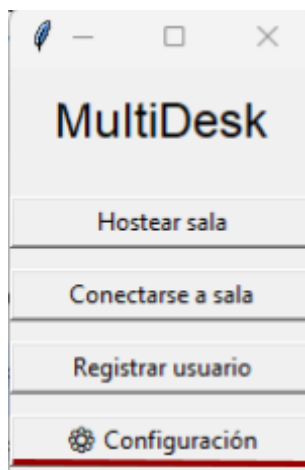 MultiDesk
Hostear sala
Conectarse a sala
Registrar usuario
⚙ Configuración